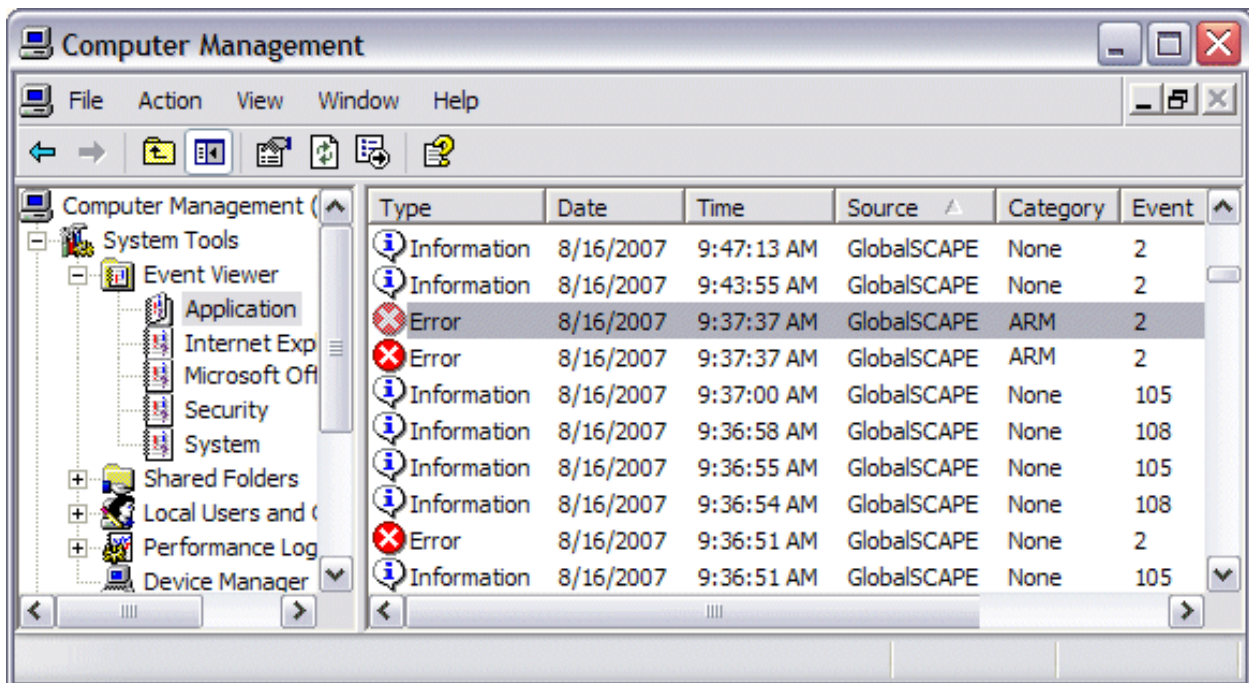 Computer Management
File Action View Window Help
Computer Management (
System Tools
Event Viewer
Application
Internet Exp
Microsoft Off
Security
System
Shared Folders
Local Users and
Performance Log
Device Manager
Type Date Time Source Category Event
Information 8/16/2007 9:47:13 AM GlobalSCAPE None 2
Information 8/16/2007 9:43:55 AM GlobalSCAPE None 2
Error 8/16/2007 9:37:37 AM GlobalSCAPE ARM 2
Error 8/16/2007 9:37:37 AM GlobalSCAPE ARM 2
Information 8/16/2007 9:37:00 AM GlobalSCAPE None 105
Information 8/16/2007 9:36:58 AM GlobalSCAPE None 108
Information 8/16/2007 9:36:55 AM GlobalSCAPE None 105
Information 8/16/2007 9:36:54 AM GlobalSCAPE None 108
Error 8/16/2007 9:36:51 AM GlobalSCAPE None 2
Information 8/16/2007 9:36:51 AM GlobalSCAPE None 105